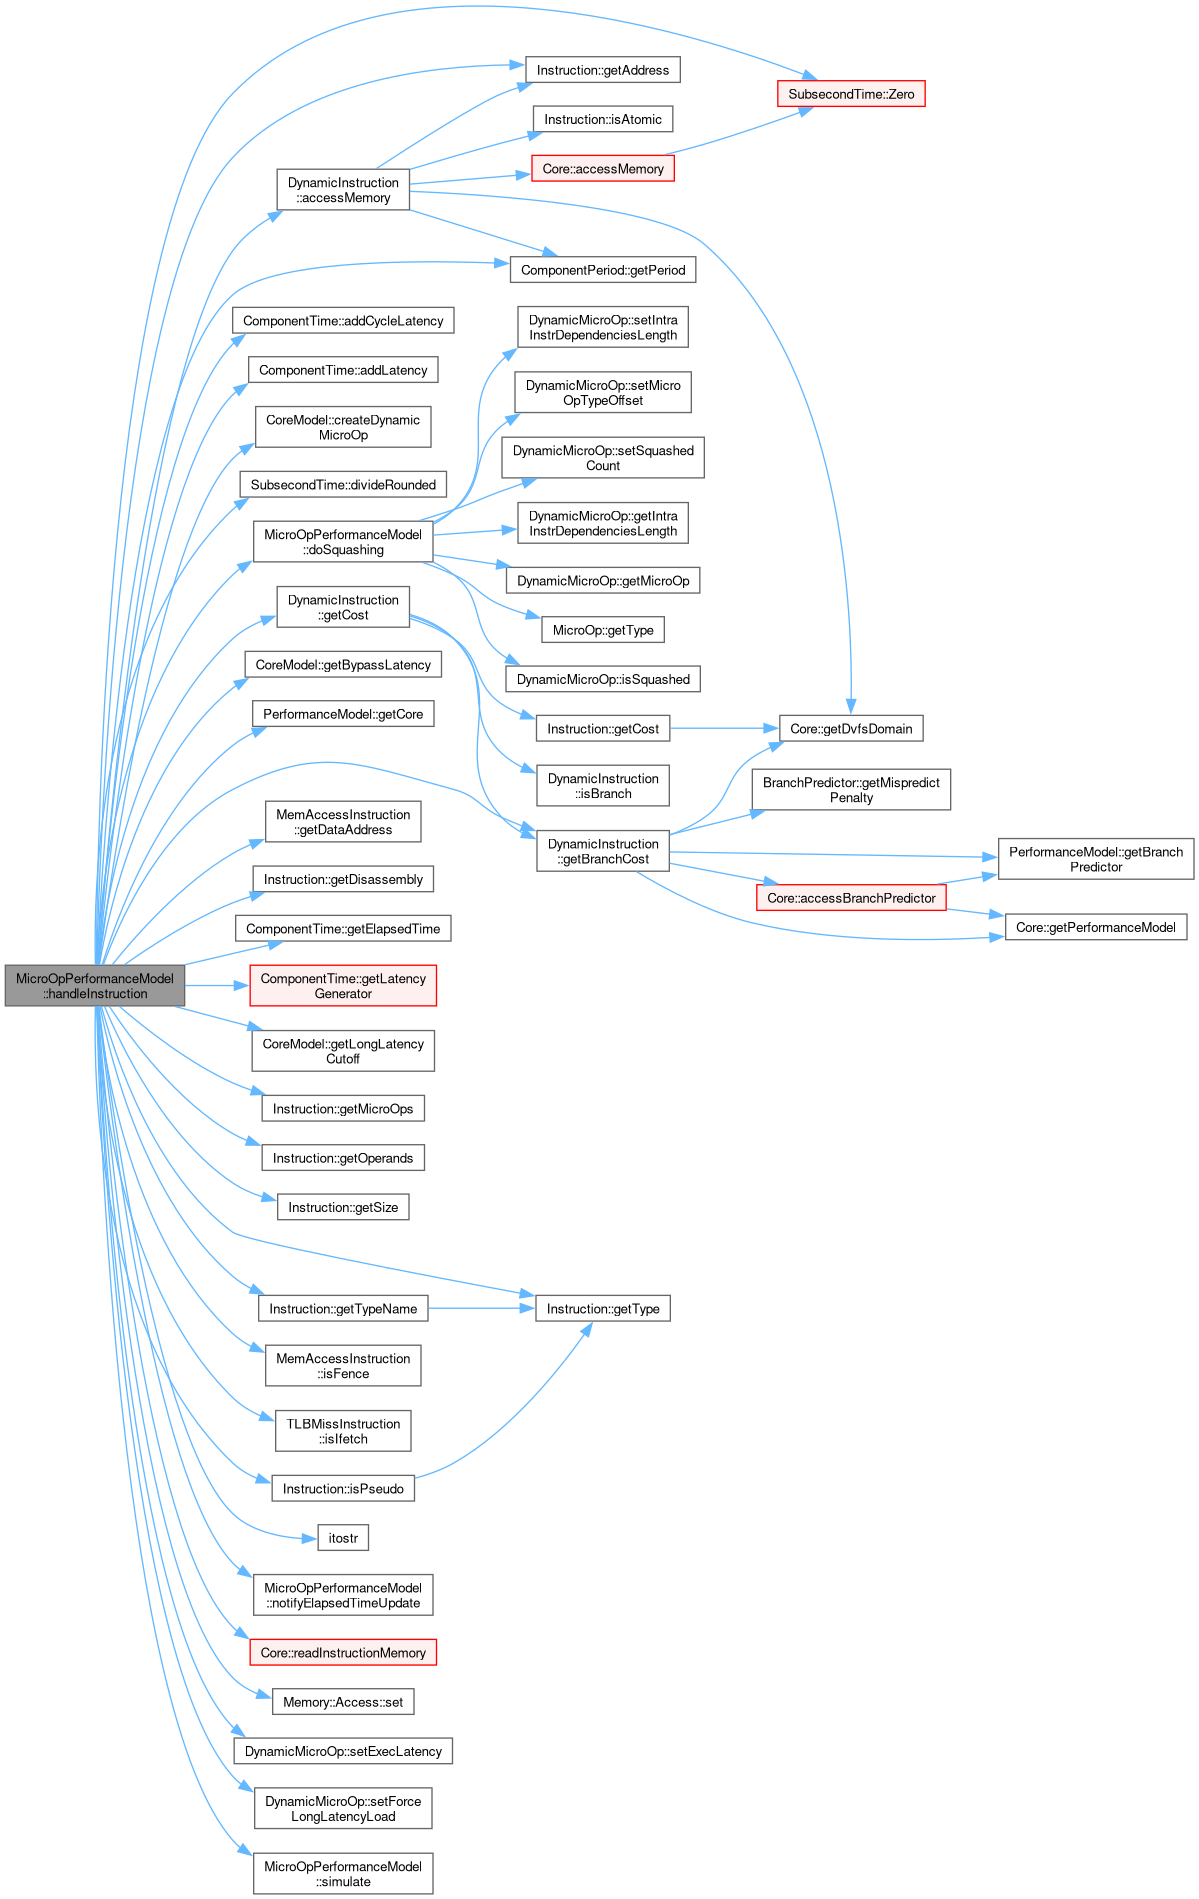 Instruction::getAddress
SubsecondTime::Zero
Instruction::isAtomic
Core::accessMemory
DynamicInstruction
::accessMemory
ComponentPeriod::getPeriod
ComponentTime::addCycleLatency
DynamicMicroOp::setIntra
InstrDependenciesLength
ComponentTime::addLatency
DynamicMicroOp::setMicro
OpTypeOffset
CoreModel::createDynamic
MicroOp
DynamicMicroOp::setSquashed
Count
SubsecondTime::divideRounded
DynamicMicroOp::getIntra
InstrDependenciesLength
MicroOpPerformanceModel
::doSquashing
DynamicMicroOp::getMicroOp
DynamicInstruction
::getCost
MicroOp::getType
CoreModel::getBypassLatency
DynamicMicroOp::isSquashed
PerformanceModel::getCore
Instruction::getCost
Core::getDvfsDomain
DynamicInstruction
::isBranch
BranchPredictor::getMispredict
Penalty
MemAccessInstruction
::getDataAddress
DynamicInstruction
::getBranchCost
PerformanceModel::getBranch
Predictor
Instruction::getDisassembly
Core::accessBranchPredictor
ComponentTime::getElapsedTime
Core::getPerformanceModel
MicroOpPerformanceModel
::handleInstruction
ComponentTime::getLatency
Generator
CoreModel::getLongLatency
Cutoff
Instruction::getMicroOps
Instruction::getOperands
Instruction::getSize
Instruction::getTypeName
Instruction::getType
MemAccessInstruction
::isFence
TLBMissInstruction
::isIfetch
Instruction::isPseudo
itostr
MicroOpPerformanceModel
::notifyElapsedTimeUpdate
Core::readInstructionMemory
Memory::Access::set
DynamicMicroOp::setExecLatency
DynamicMicroOp::setForce
LongLatencyLoad
MicroOpPerformanceModel
::simulate